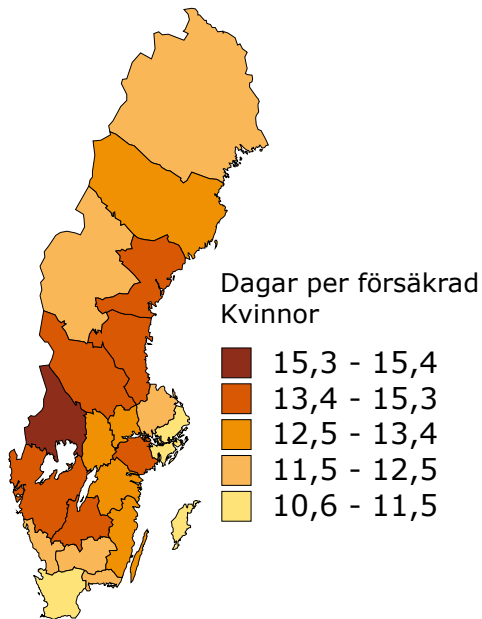 Dagar per försäkrad
Kvinnor
15,3 - 15,4
13,4 - 15,3
12,5 - 13,4
11,5 - 12,5
10,6 - 11,5